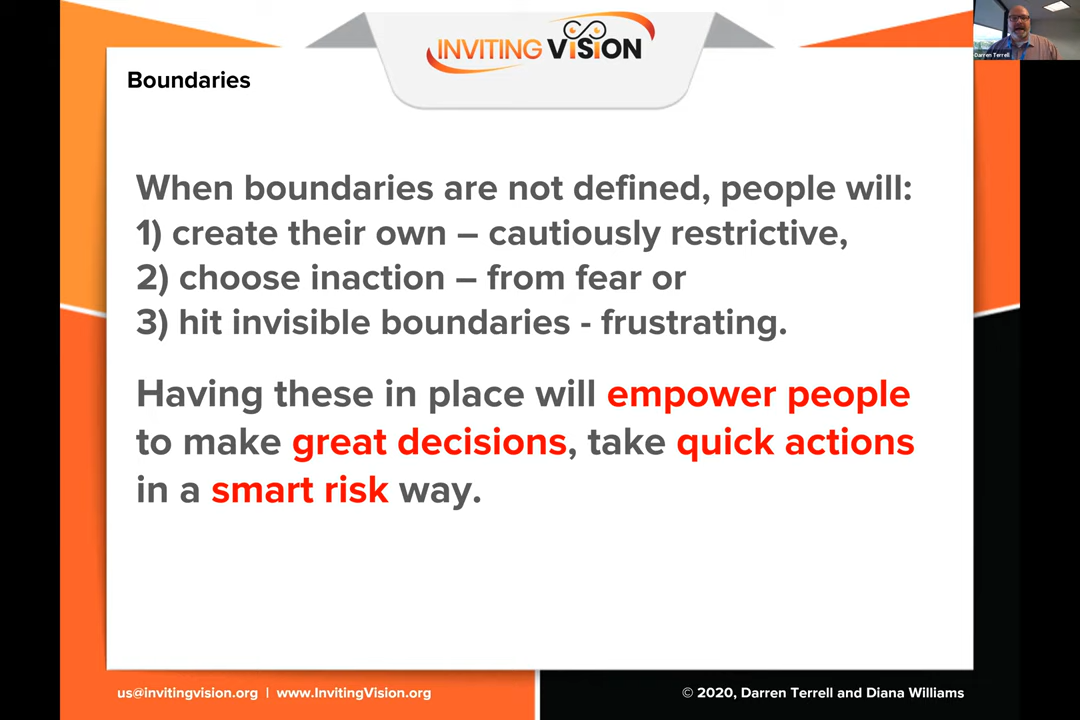 INVITING VISION
Darren Terrell
Boundaries
When boundaries are not defined, people will:
1) create their own – cautiously restrictive,
2) choose inaction – from fear or
3) hit invisible boundaries - frustrating.
Having these in place will empower people
to make great decisions, take quick actions
in a smart risk way.
us@invitingvision.org | www.InvitingVision.org
© 2020, Darren Terrell and Diana Williams